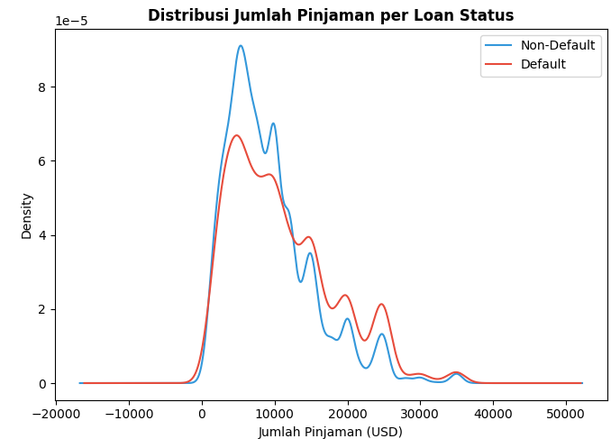 Distribusi Jumlah Pinjaman per Loan Status
1e−5
Non-Default
Default
8
6
4
2
0
Density
−20000 −10000 0 10000 20000 30000 40000 50000
Jumlah Pinjaman (USD)